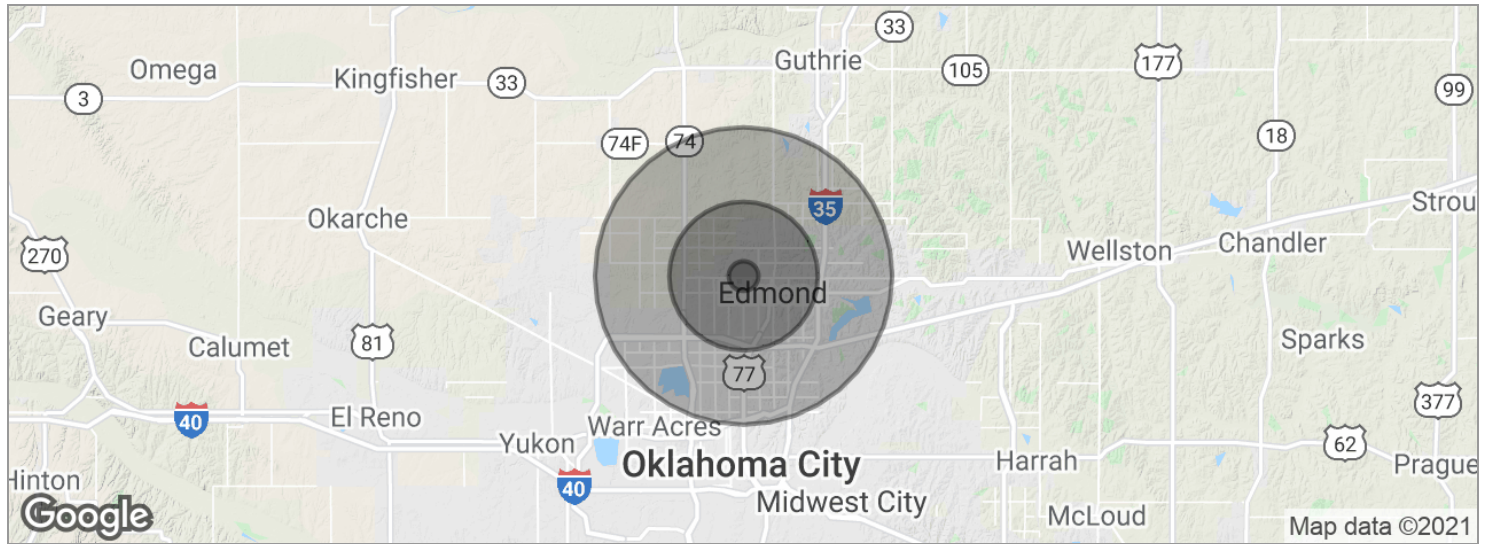 33
Guthrie
177
Omega
Kingfisher
33
105
3
99
74F
74
18
35
Okarche
Strou
270
Wellston
Chandler
Edmond
Geary
81
Calumet
Sparks
77
40
El Reno
377
Warr Acres
Yukon
62
Oklahoma City
Harrah
Prague
Hinton
40
Midwest City
McLoud
Google
Map data ©2021